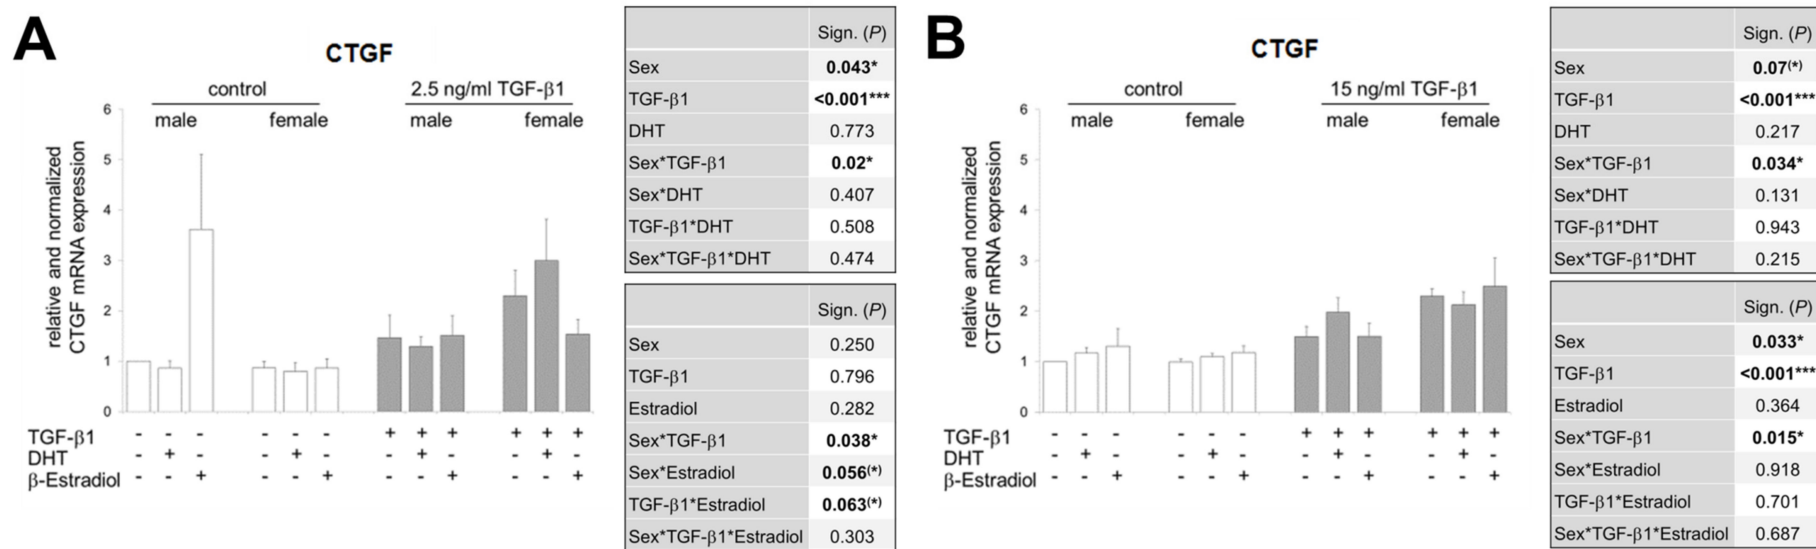 A
CTGF
control
2.5 ng/ml TGF-β1
male
female
male
female
relative and normalized
CTGF mRNA expression
6
5
4
3
2
1
0
TGF-β1 - - - - - - + + + + + +
DHT - + - - + - - + - - + -
β-Estradiol - - + - - + - - + - - +
Sign. (P)
Sex 0.043*
TGF-β1 <0.001***
DHT 0.773
Sex*TGF-β1 0.02*
Sex*DHT 0.407
TGF-β1*DHT 0.508
Sex*TGF-β1*DHT 0.474
Sign. (P)
Sex 0.250
TGF-β1 0.796
Estradiol 0.282
Sex*TGF-β1 0.038*
Sex*Estradiol 0.056(*)
TGF-β1*Estradiol 0.063(*)
Sex*TGF-β1*Estradiol 0.303
B
CTGF
control
15 ng/ml TGF-β1
male
female
male
female
relative and normalized
CTGF mRNA expression
6
5
4
3
2
1
0
TGF-β1 - - - - - - + + + + + +
DHT - + - - + - - + - - + -
β-Estradiol - - + - - + - - + - - +
Sign. (P)
Sex 0.07(*)
TGF-β1 <0.001***
DHT 0.217
Sex*TGF-β1 0.034*
Sex*DHT 0.131
TGF-β1*DHT 0.943
Sex*TGF-β1*DHT 0.215
Sign. (P)
Sex 0.033*
TGF-β1 <0.001***
Estradiol 0.364
Sex*TGF-β1 0.015*
Sex*Estradiol 0.918
TGF-β1*Estradiol 0.701
Sex*TGF-β1*Estradiol 0.687